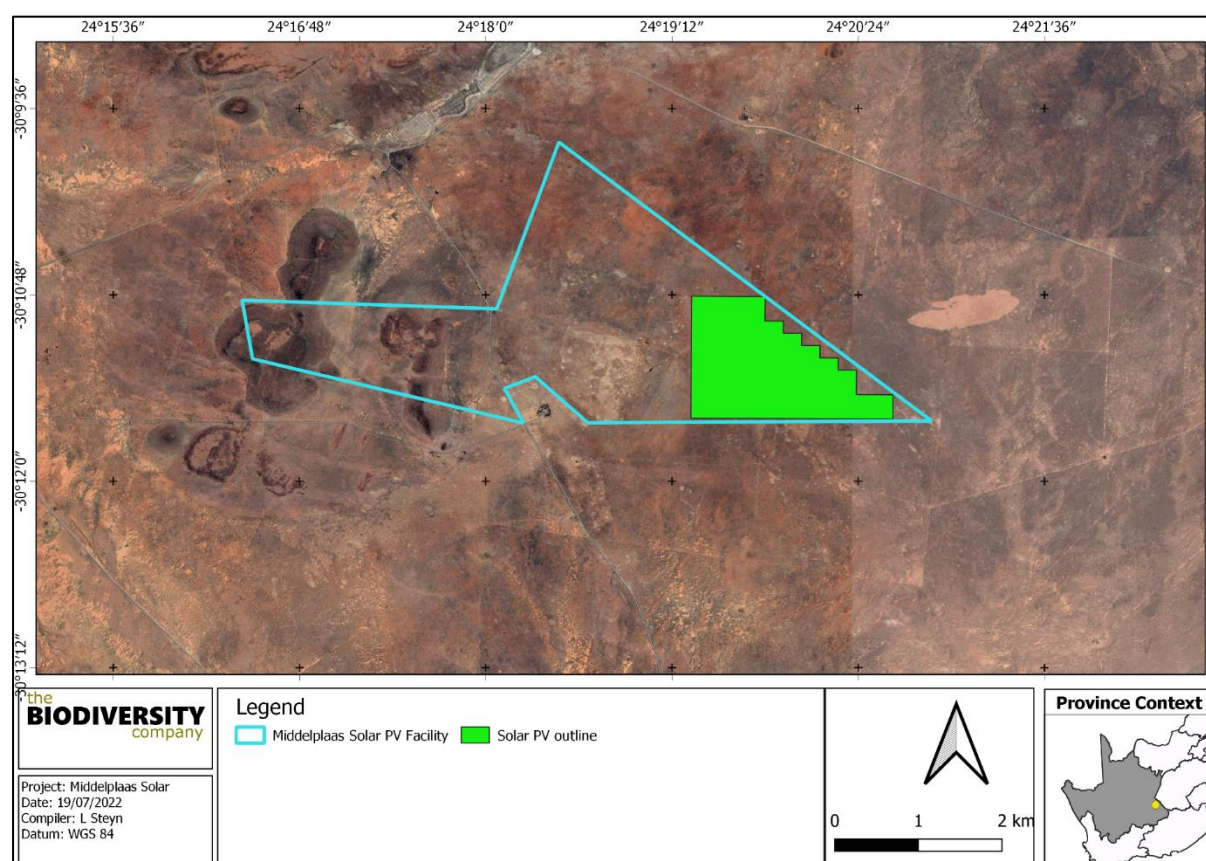 24°15′36″ 24°16′48″ 24°18′0″ 24°19′12″ 24°20′24″ 24°21′36″
-30°9′36″
-30°10′48″
-30°12′0″
-30°13′12″
the
BIODIVERSITY
company
Project: Middelplaas Solar
Date: 19/07/2022
Compiler: L Steyn
Datum: WGS 84
Legend
Middelplaas Solar PV Facility Solar PV outline
0 1 2 km
Province Context